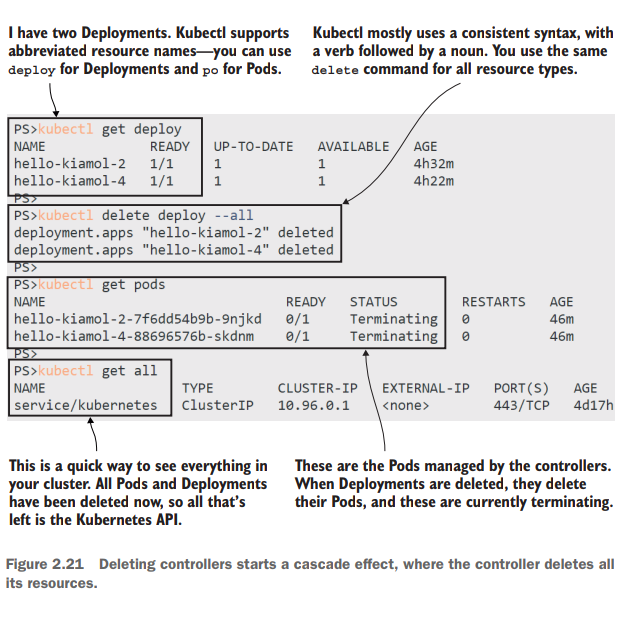 I have two Deployments. Kubectl supports
abbreviated resource names—you can use
deploy for Deployments and po for Pods.
Kubectl mostly uses a consistent syntax, with
a verb followed by a noun. You use the same
delete command for all resource types.
PS>kubectl get deploy
NAME READY UP-TO-DATE AVAILABLE AGE
hello-kiamol-2 1/1 1 1 4h32m
hello-kiamol-4 1/1 1 1 4h22m
PS>
PS>kubectl delete deploy --all
deployment.apps "hello-kiamol-2" deleted
deployment.apps "hello-kiamol-4" deleted
PS>
PS>kubectl get pods
NAME READY STATUS RESTARTS AGE
hello-kiamol-2-7f6dd54b9b-9njkd 0/1 Terminating 0 46m
hello-kiamol-4-88696576b-skdnm 0/1 Terminating 0 46m
PS>
PS>kubectl get all
NAME TYPE CLUSTER-IP EXTERNAL-IP PORT(S) AGE
service/kubernetes ClusterIP 10.96.0.1 <none> 443/TCP 4d17h
This is a quick way to see everything in
your cluster. All Pods and Deployments
have been deleted now, so all that’s
left is the Kubernetes API.
These are the Pods managed by the controllers.
When Deployments are deleted, they delete
their Pods, and these are currently terminating.
Figure 2.21 Deleting controllers starts a cascade effect, where the controller deletes all
its resources.